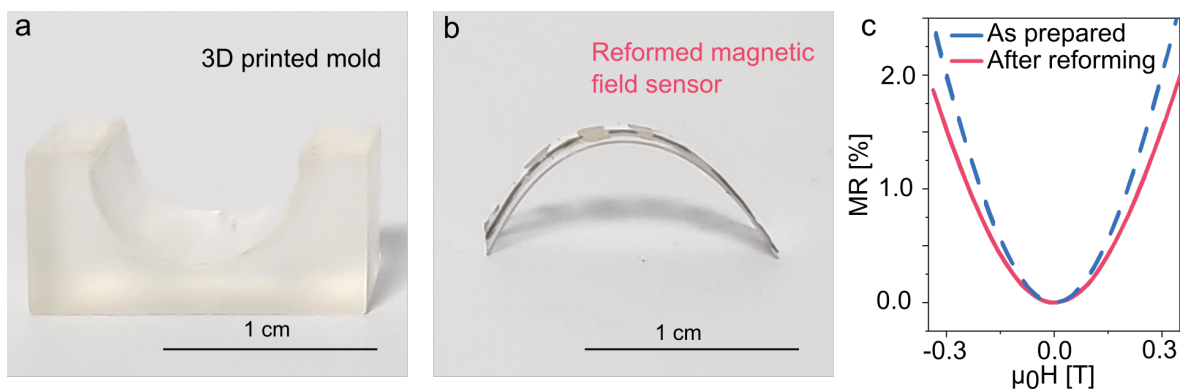 a
3D printed mold
1 cm
b
Reformed magnetic
field sensor
1 cm
c
As prepared
After reforming
MR [%]
2.0
1.0
0.0
-0.3
0.0
0.3
μ0H [T]